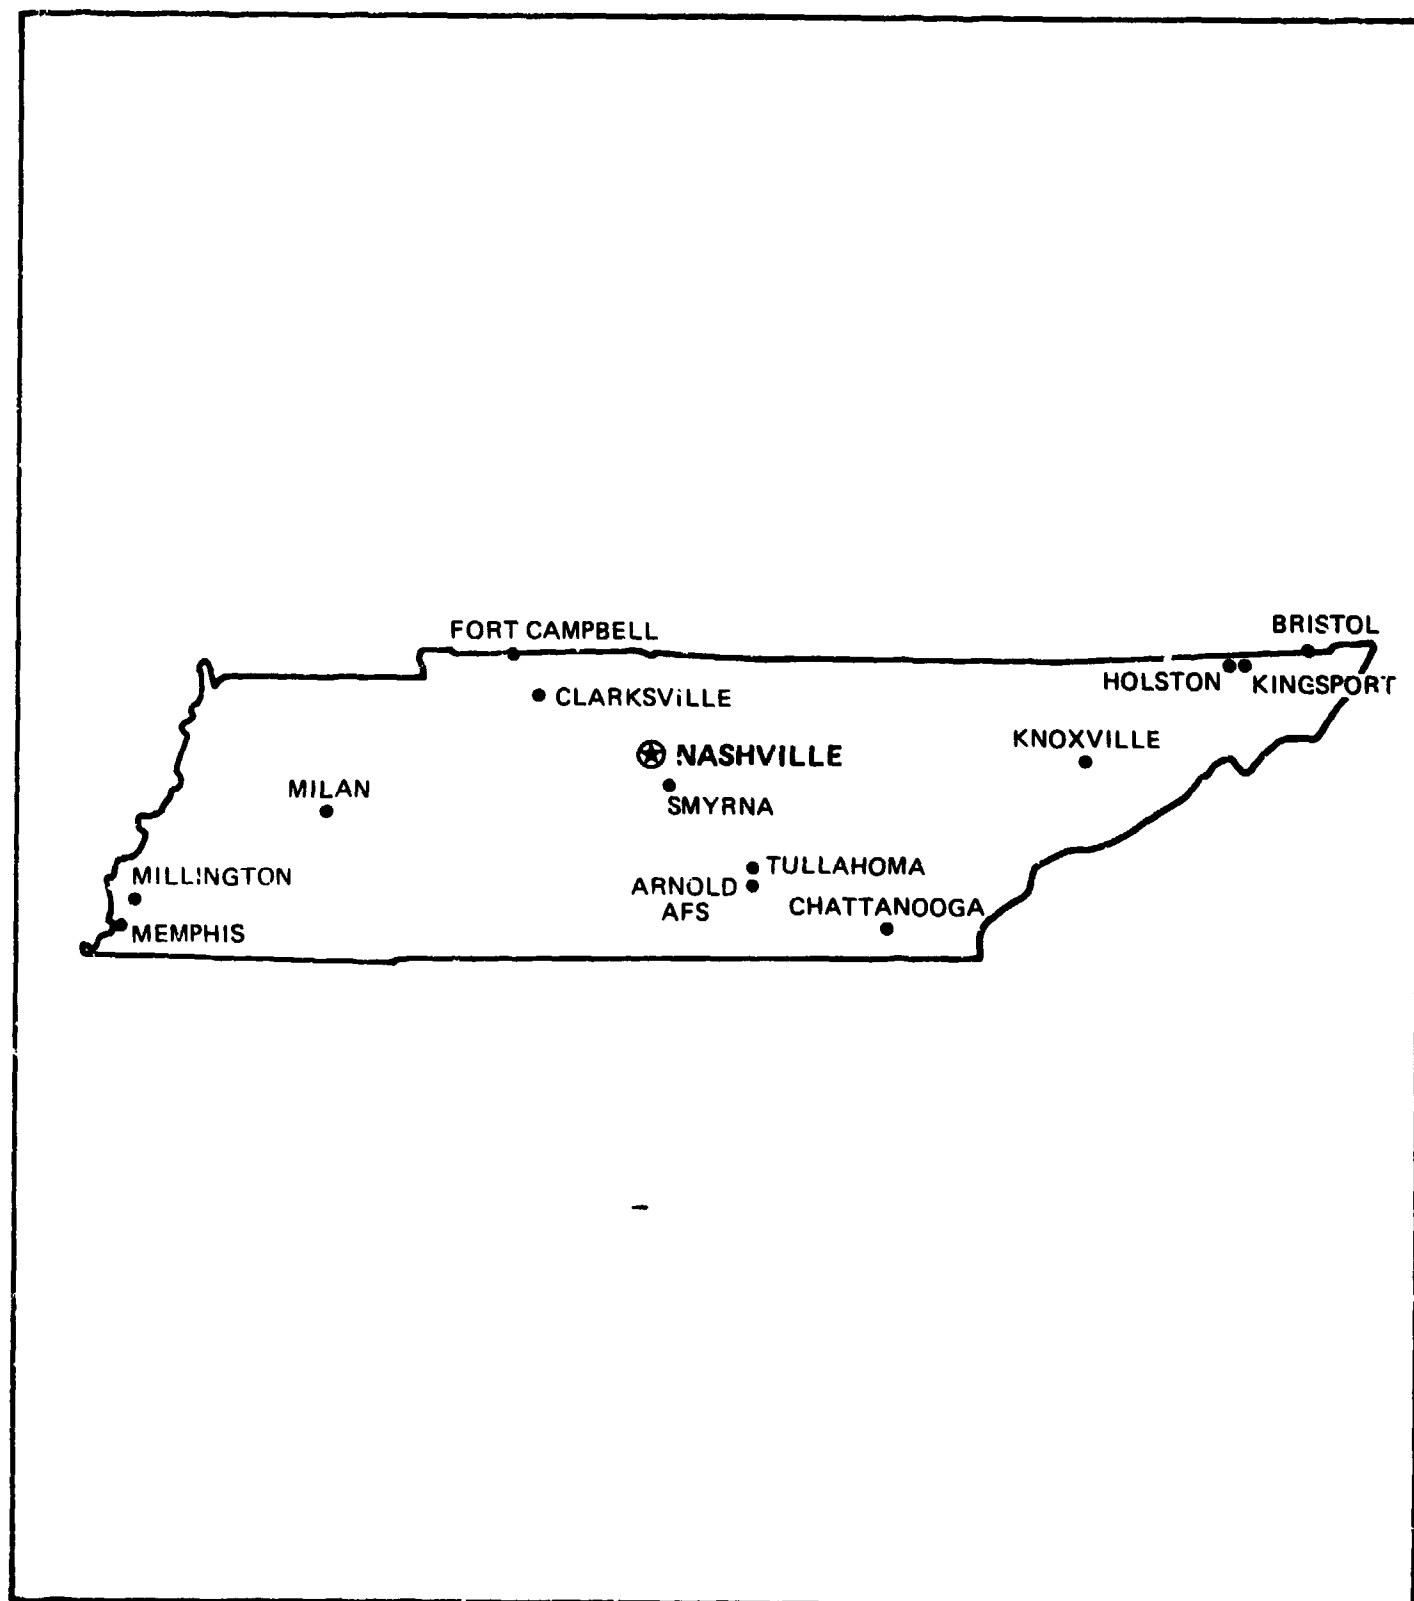 FORT CAMPBELL
BRISTOL
HOLSTON
KINGSPORT
CLARKSVILLE
KNOXVILLE
NASHVILLE
MILAN
SMYRNA
TULLAHOMA
MILLINGTON
ARNOLD
AFS
CHATTANOOGA
MEMPHIS